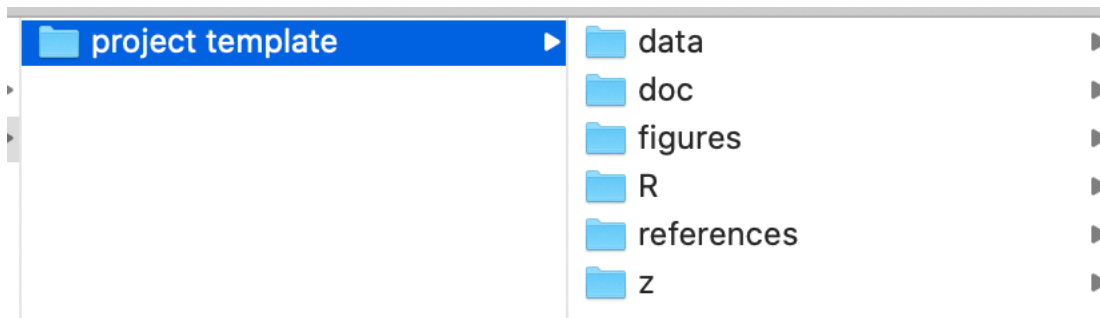 project template
data
doc
figures
R
references
z